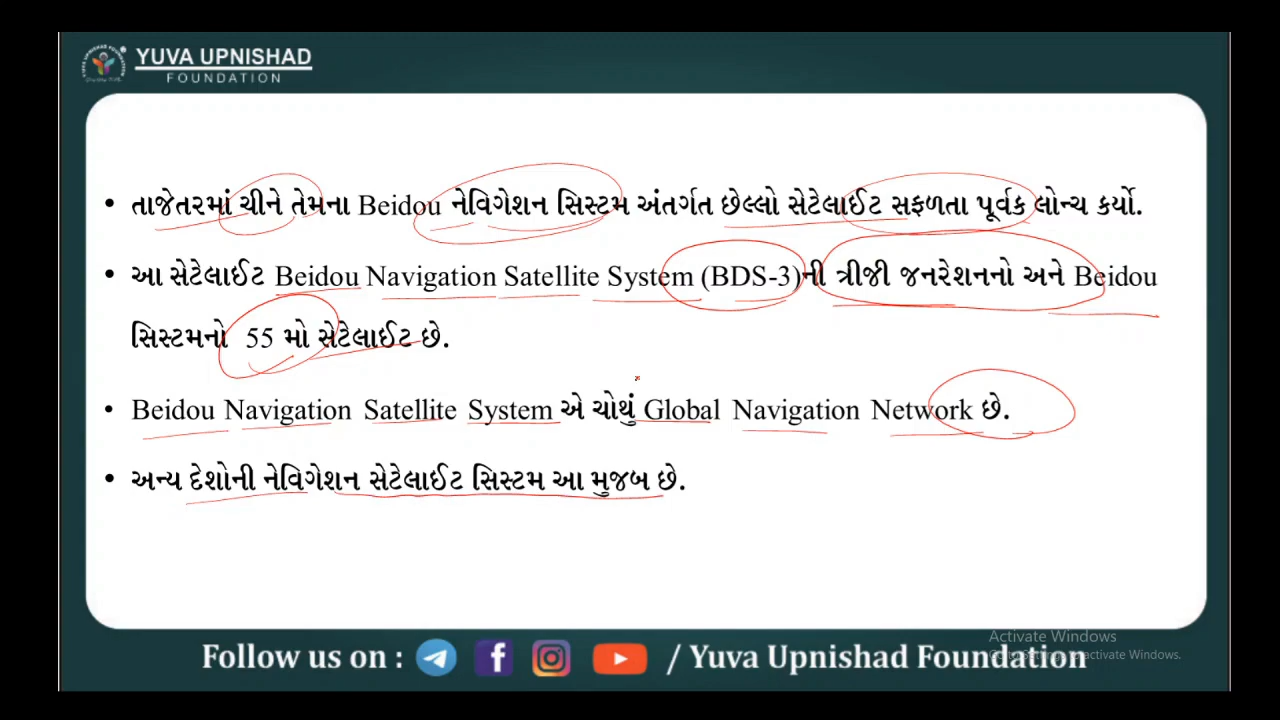 YUVA UPNISHAD
FOUNDATION
• તાજેતરમાં ચીને તેમના Beidou નેવિગેશન સિસ્ટમ અંતર્ગત છેલ્લો સેટેલાઈટ સફળતા પૂર્વક લોન્ચ કર્યો.
• આ સેટેલાઈટ Beidou Navigation Satellite System (BDS-3)ની ત્રીજી જનરેશનનો અને Beidou
સિસ્ટમનો 55 મો સેટેલાઈટ છે.
• Beidou Navigation Satellite System એ ચોથું Global Navigation Network છે.
• અન્ય દેશોની નેવિગેશન સેટેલાઈટ સિસ્ટમ આ મુજબ છે.
Activate Windows
Follow us on : / Yuva Upnishad Foundation